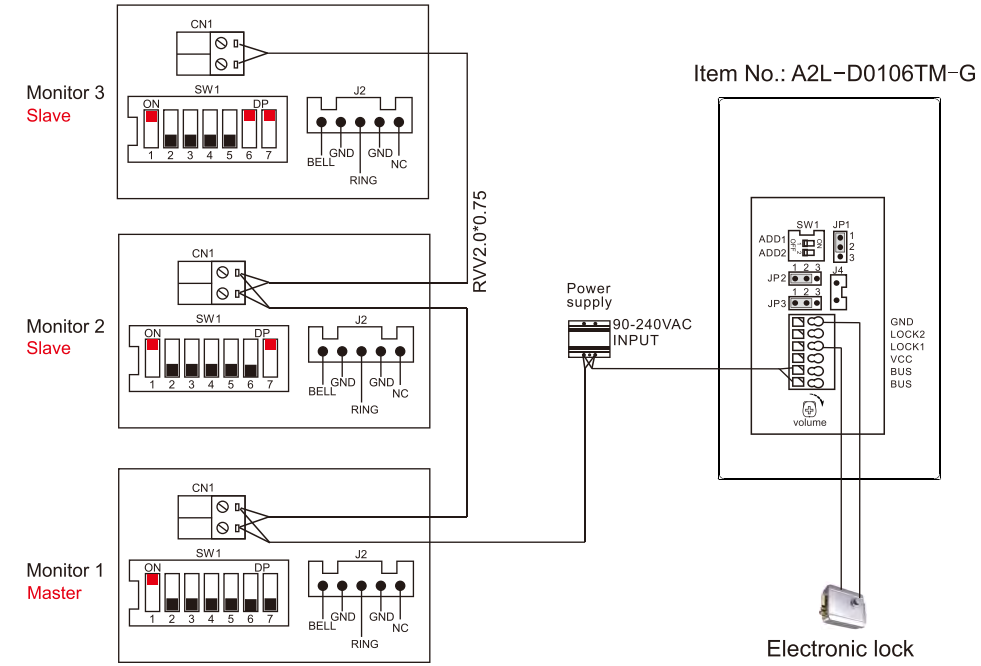 Item No.: A2L-D0106TM-G
Monitor 3
Slave
CN1
SW1
ON DP
1 2 3 4 5 6 7
J2
BELL GND RING GND NC
RVV2.0*0.75
Monitor 2
Slave
CN1
SW1
ON DP
1 2 3 4 5 6 7
J2
BELL GND RING GND NC
Monitor 1
Master
CN1
SW1
ON DP
1 2 3 4 5 6 7
J2
BELL GND RING GND NC
Power
supply
90-240VAC
INPUT
SW1
ADD1
ADD2
OFF
1 2
ON
JP1
1
2
3
JP2
1 2 3
J4
JP3
1 2 3
GND
LOCK2
LOCK1
VCC
BUS
BUS
volume
Electronic lock